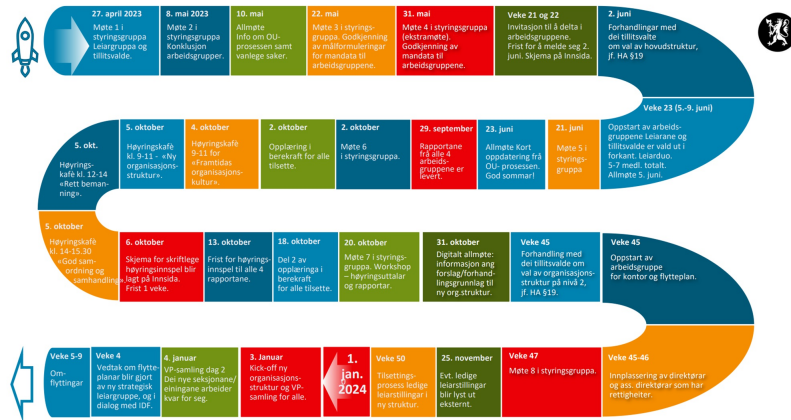 27. april 2023
Møte 1 i
styringsgruppa
Leiargruppa og
tillitsvalde.
8. mai 2023
Møte 2 i
styringsgruppa
Konklusjon
arbeidsgrupper.
10. mai
Allmøte
Info om OU-
prosessen samt
vanlege saker.
22. mai
Møte 3 i styrings-
gruppa. Godkjenning
av målformuleringar
for mandata til
arbeidsgruppene.
31. mai
Møte 4 i styringsgruppa
(ekstramøte).
Godkjenning av
mandata til
arbeidsgruppene.
Veke 21 og 22
Invitasjon til å delta i
arbeidsgruppene.
Frist for å melde seg 2.
juni. Skjema på Innsida.
2. juni
Forhandlingar med
dei tillitsvalte
om val av hovudstruktur,
jf. HA §19
Veke 23 (5.-9. juni)
Oppstart av arbeids-
gruppene Leiarane og
tillitsvalde er vald ut i
forkant. Leiarduo.
5-7 medl. totalt.
Allmøte 5. juni.
21. juni
Møte 5 i
styrings-
gruppa
23. juni
Allmøte Kort
oppdatering frå
OU- prosessen.
God sommar!
29. september
Rapportane
frå alle 4
arbeids-
gruppene er
levert.
2. oktober
Møte 6
i styringsgruppa.
2. oktober
Opplæring i
berekraft for alle
tilsette.
4. oktober
Høyringskafè
9-11 for
«Framtidas
organisasjons-
kultur».
5. oktober
Høyringskafè
kl. 9-11 - «Ny
organisasjons-
struktur».
5. okt.
Høyrings-
kafè kl. 12-14
«Rett beman-
ning».
5. oktober
Høyringskafè
kl. 14-15.30
«God sam-
ordning og
samhandling».
6. oktober
Skjema for skriftlege
høyringsinnspel blir
lagt på Innsida.
Frist 1 veke.
13. oktober
Frist for høyrings-
innspel til alle 4
rapportane.
18. oktober
Del 2 av
opplæringa i
berekraft
for alle tilsette.
20. oktober
Møte 7 i styrings-
gruppa. Workshop
– høyringsuttalar
og rapportar.
31. oktober
Digitalt allmøte:
informasjon ang
forslag/forhand-
lingsgrunnlag til
ny org.struktur.
Veke 45
Forhandling med
dei tillitsvalde om
val av organisasjons-
struktur på nivå 2,
jf. HA §19.
Veke 45
Oppstart av
arbeidsgruppe
for kontor og flytteplan.
Veke 45-46
Innplassering av direktørar
og ass. direktørar som har
rettigheiter.
Veke 47
Møte 8 i styringsgruppa.
25. november
Evt. ledige
leiarstillingar
blir lyst ut
eksternt.
Veke 50
Tilsettings-
prosess ledige
leiarstillingar i
ny struktur.
1.
jan.
2024
3. Januar
Kick-off ny
organisasjons-
struktur og VP-
samling for alle.
4. januar
VP-samling dag 2
Dei nye seksjonane/
einingane arbeider
kvar for seg.
Veke 4
Vedtak om flytte-
planar blir gjort
av ny strategisk
leiargruppe, og i
dialog med IDF.
Veke 5-9
Om-
flyttingar